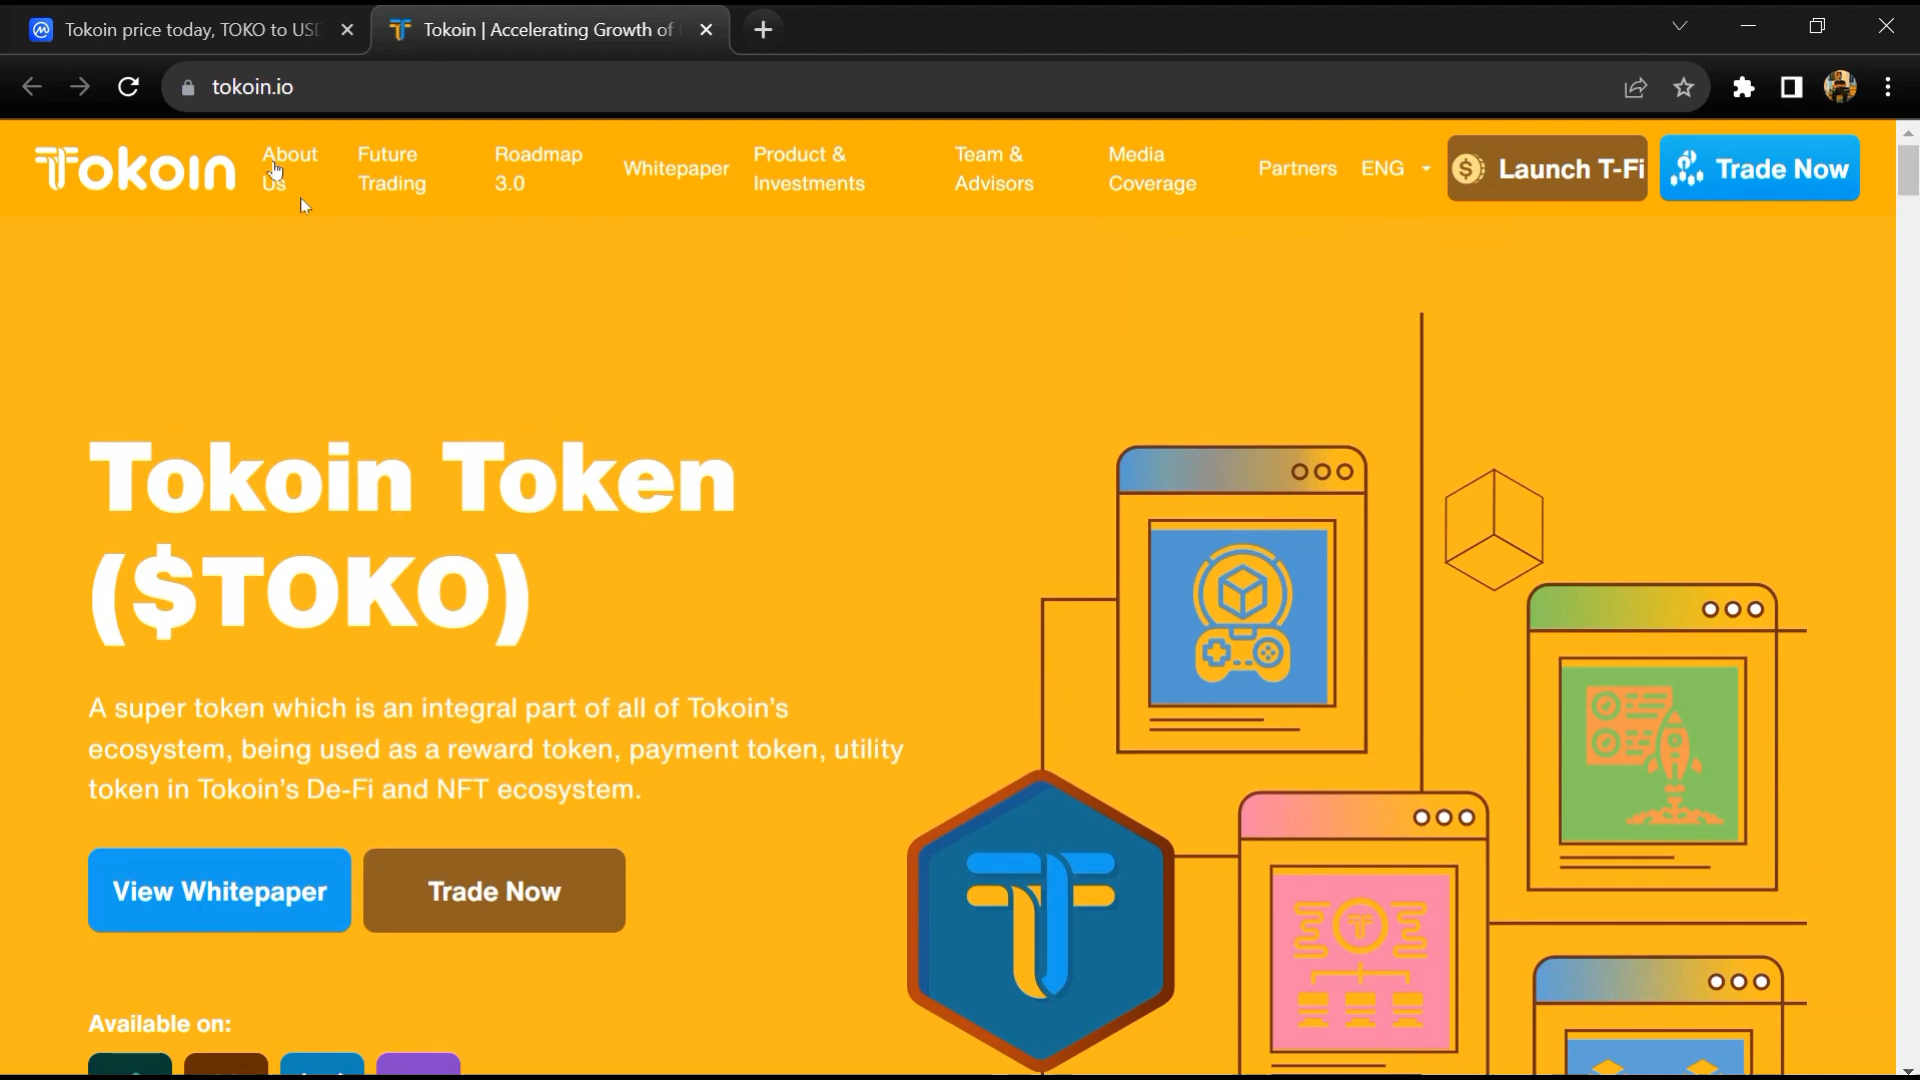 Tokoin price today, TOKO to USD
Tokoin | Accelerating Growth of
tokoin.io
Tokoin
About Us
Future Trading
Roadmap 3.0
Whitepaper
Product & Investments
Team & Advisors
Media Coverage
Partners
ENG
Launch T-Fi
Trade Now
Tokoin Token
($TOKO)
A super token which is an integral part of all of Tokoin's
ecosystem, being used as a reward token, payment token, utility
token in Tokoin's De-Fi and NFT ecosystem.
View Whitepaper
Trade Now
Available on: